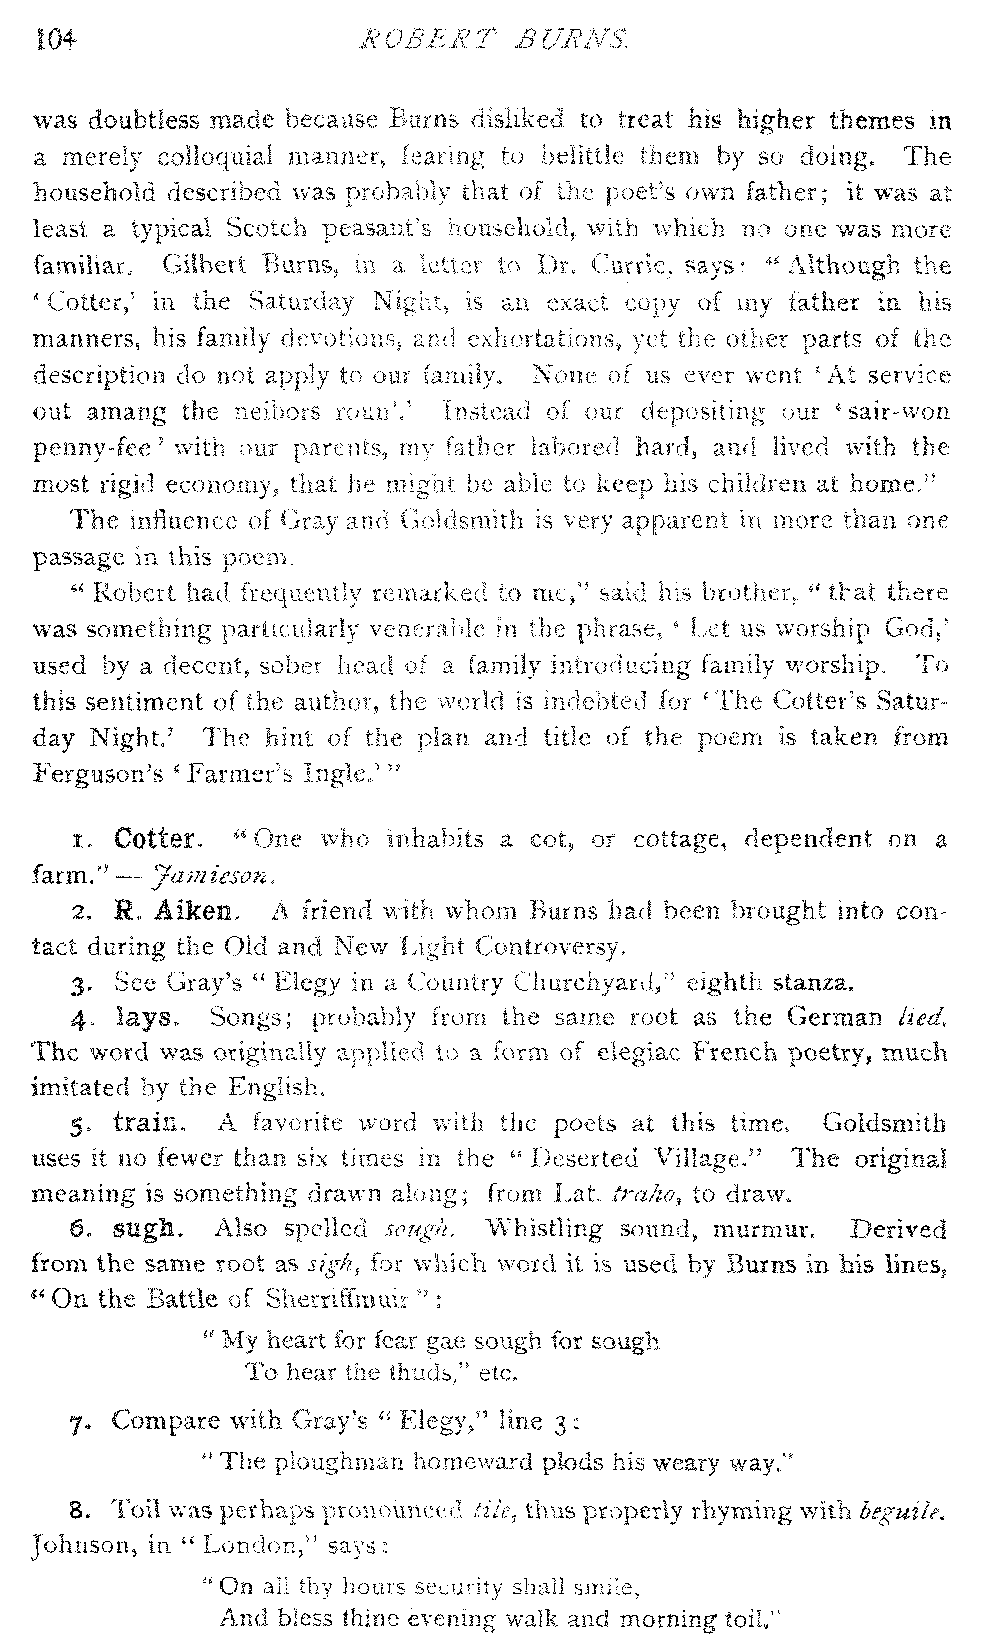 104 ROBERT BURNS.
was doubtless made because Burns disliked to treat his higher themes in
a merely colloquial manner, fearing to belittle them by so doing. The
household described was probably that of the poet's own father; it was at
least a typical Scotch peasant's household, with which no one was more
familiar. Gilbert Burns, in a letter to Dr. Currie, says: "Although the
'Cotter,' in the Saturday Night, is an exact copy of my father in his
manners, his family devotions, and exhortations, yet the other parts of the
description do not apply to our family. None of us ever went 'At service
out amang the neibors roun'.' Instead of our depositing our 'sair-won
penny-fee' with our parents, my father labored hard, and lived with the
most rigid economy, that he might be able to keep his children at home."
The influence of Gray and Goldsmith is very apparent in more than one
passage in this poem.
"Robert had frequently remarked to me," said his brother, "that there
was something particularly venerable in the phrase, 'Let us worship God,'
used by a decent, sober head of a family introducing family worship. To
this sentiment of the author, the world is indebted for 'The Cotter's Satur-
day Night.' The hint of the plan and title of the poem is taken from
Ferguson's 'Farmer's Ingle.'"
1. Cotter. "One who inhabits a cot, or cottage, dependent on a
farm." — Jamieson.
2. R. Aiken. A friend with whom Burns had been brought into con-
tact during the Old and New Light Controversy.
3. See Gray's "Elegy in a Country Churchyard," eighth stanza.
4. lays. Songs; probably from the same root as the German lied.
The word was originally applied to a form of elegiac French poetry, much
imitated by the English.
5. train. A favorite word with the poets at this time. Goldsmith
uses it no fewer than six times in the "Deserted Village." The original
meaning is something drawn along; from Lat. traho, to draw.
6. sugh. Also spelled sough. Whistling sound, murmur. Derived
from the same root as sigh, for which word it is used by Burns in his lines,
"On the Battle of Sherriffmuir":
"My heart for fear gae sough for sough
To hear the thuds," etc.
7. Compare with Gray's "Elegy," line 3:
"The ploughman homeward plods his weary way."
8. Toil was perhaps pronounced tile, thus properly rhyming with beguile.
Johnson, in "London," says:
"On all thy hours security shall smile,
And bless thine evening walk and morning toil."